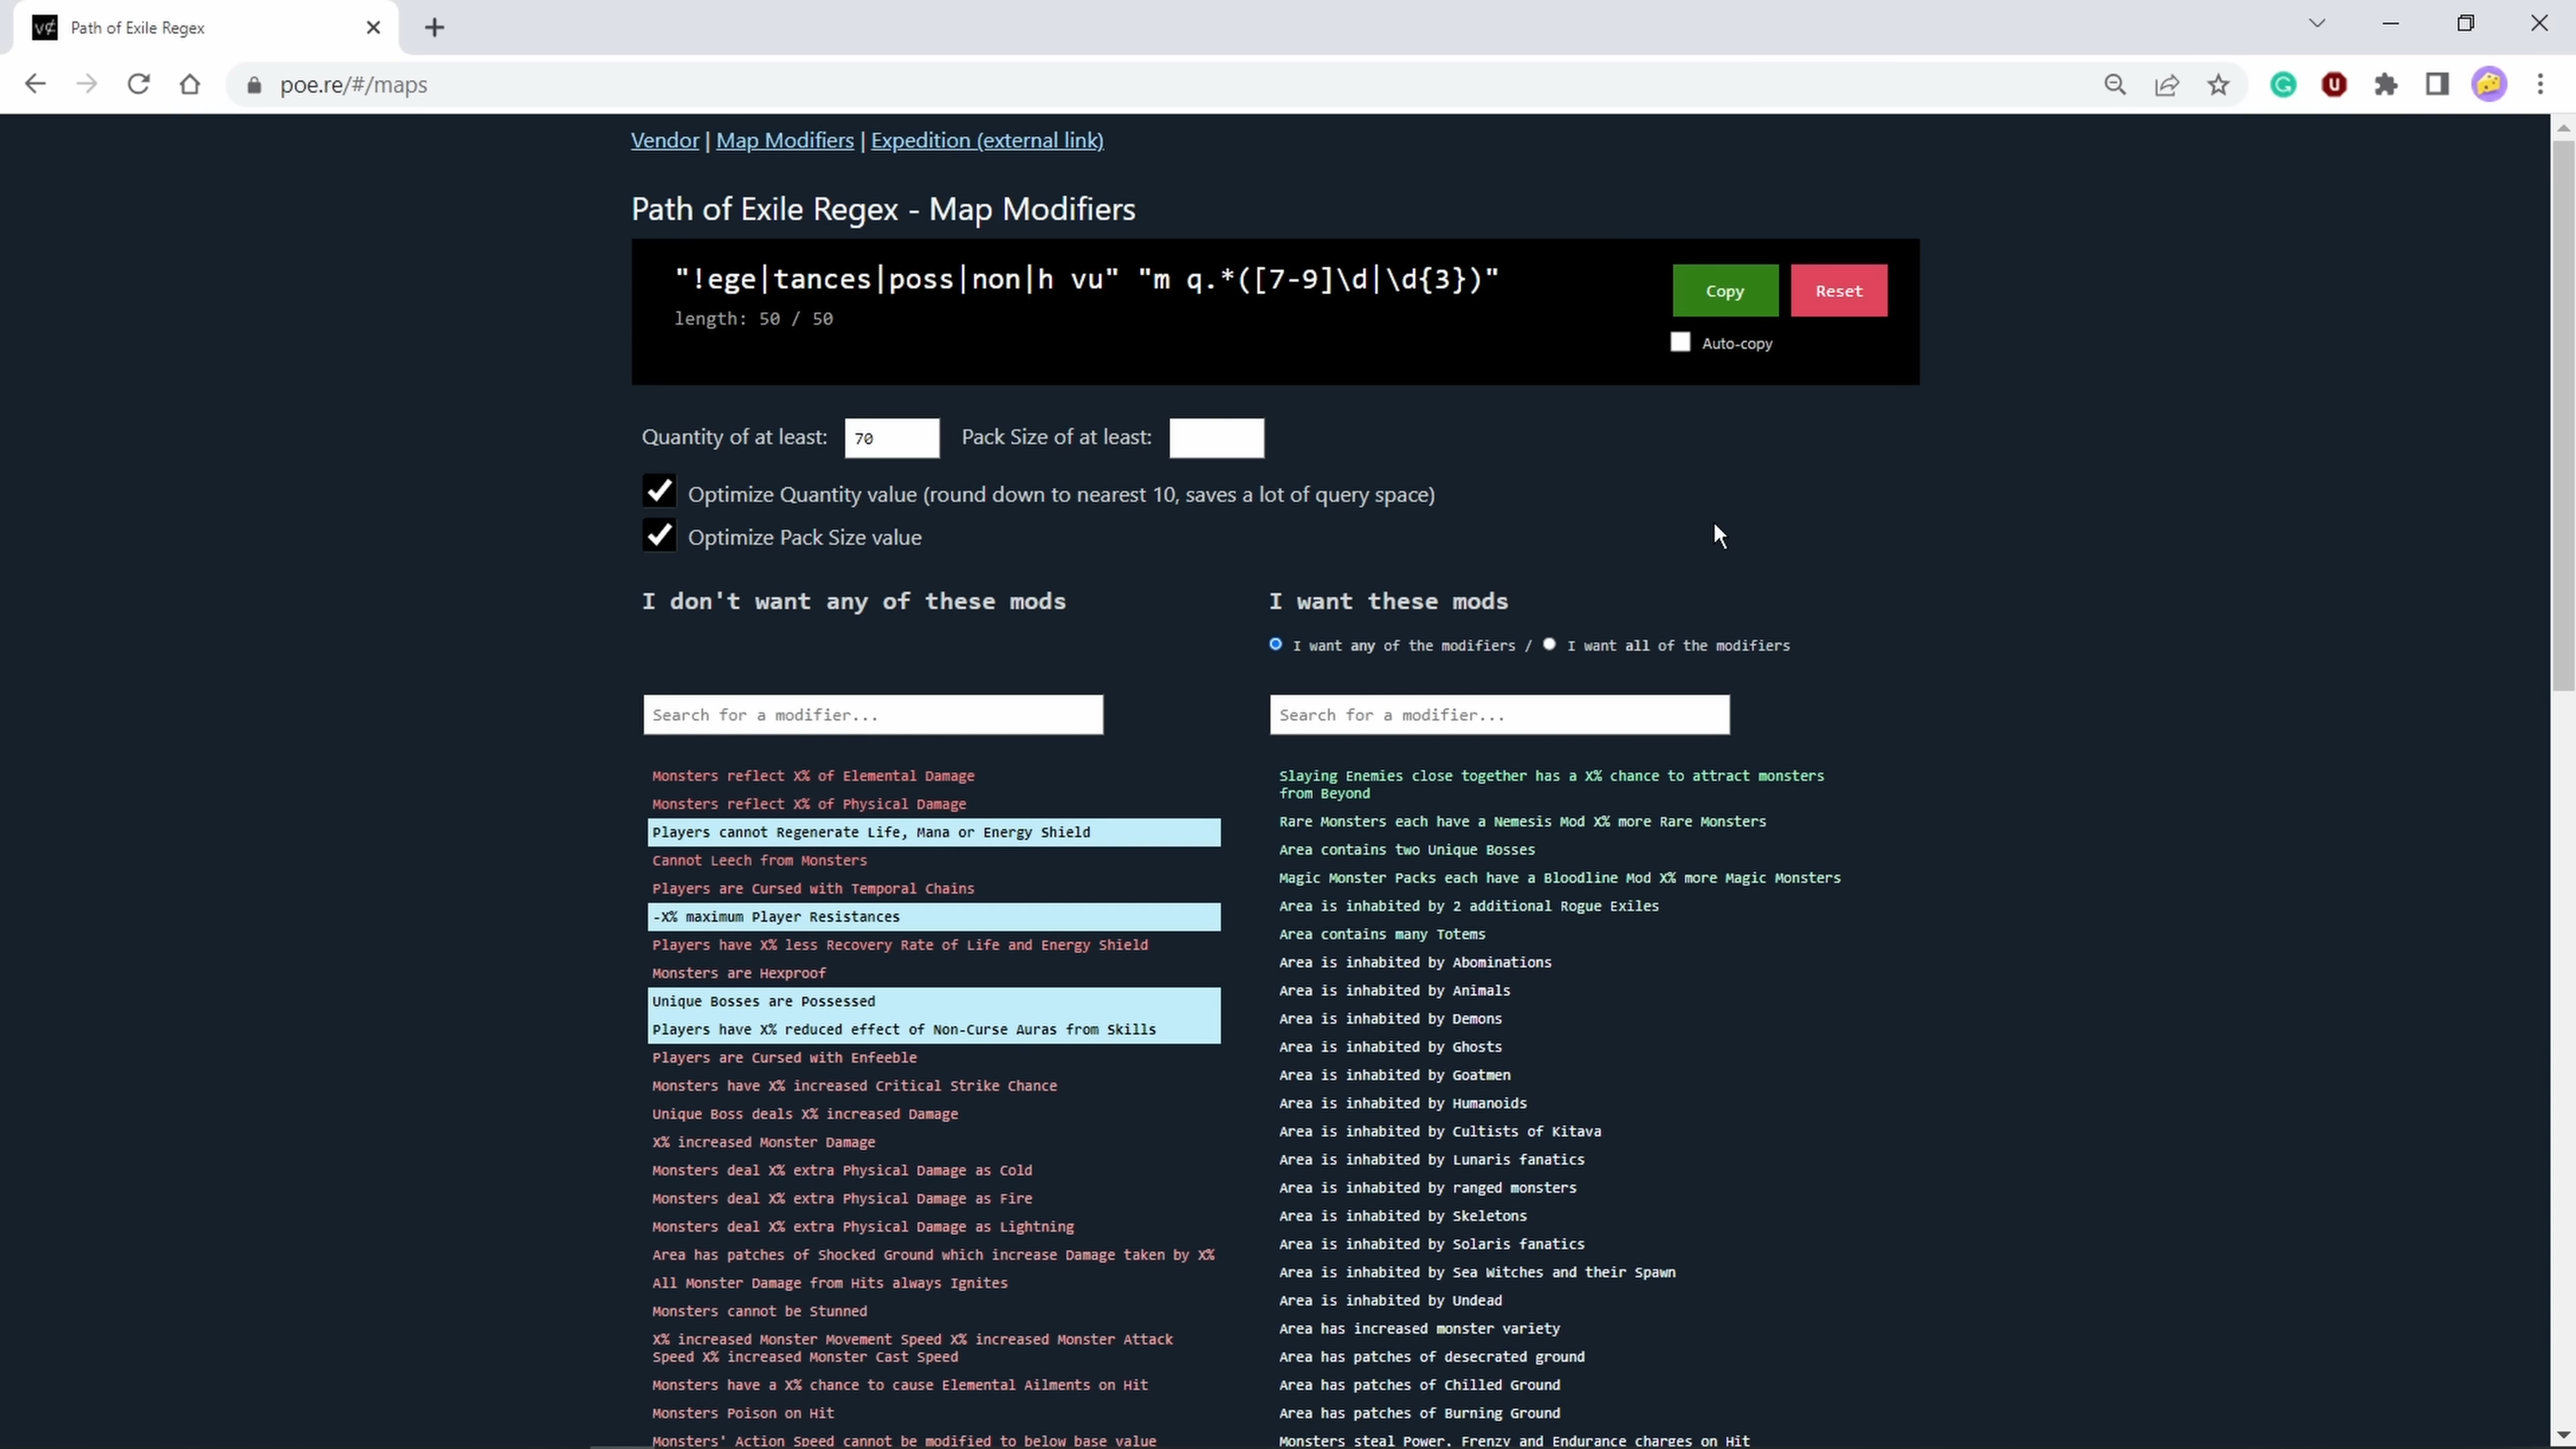 Path of Exile Regex
poe.re/#/maps
Vendor | Map Modifiers | Expedition (external link)
Path of Exile Regex - Map Modifiers
"!ege|tances|poss|non|h vu" "m q.*([7-9]\d|\d{3})"
Copy
Reset
length: 50 / 50
Auto-copy
Quantity of at least: 70 Pack Size of at least:
Optimize Quantity value (round down to nearest 10, saves a lot of query space)
Optimize Pack Size value
I don't want any of these mods
Search for a modifier...
Monsters reflect X% of Elemental Damage
Monsters reflect X% of Physical Damage
Players cannot Regenerate Life, Mana or Energy Shield
Cannot Leech from Monsters
Players are Cursed with Temporal Chains
-X% maximum Player Resistances
Players have X% less Recovery Rate of Life and Energy Shield
Monsters are Hexproof
Unique Bosses are Possessed
Players have X% reduced effect of Non-Curse Auras from Skills
Players are Cursed with Enfeeble
Monsters have X% increased Critical Strike Chance
Unique Boss deals X% increased Damage
X% increased Monster Damage
Monsters deal X% extra Physical Damage as Cold
Monsters deal X% extra Physical Damage as Fire
Monsters deal X% extra Physical Damage as Lightning
Area has patches of Shocked Ground which increase Damage taken by X%
All Monster Damage from Hits always Ignites
Monsters cannot be Stunned
X% increased Monster Movement Speed X% increased Monster Attack
Speed X% increased Monster Cast Speed
Monsters have a X% chance to cause Elemental Ailments on Hit
Monsters Poison on Hit
Monsters' Action Speed cannot be modified to below base value
I want these mods
I want any of the modifiers / I want all of the modifiers
Search for a modifier...
Slaying Enemies close together has a X% chance to attract monsters
from Beyond
Rare Monsters each have a Nemesis Mod X% more Rare Monsters
Area contains two Unique Bosses
Magic Monster Packs each have a Bloodline Mod X% more Magic Monsters
Area is inhabited by 2 additional Rogue Exiles
Area contains many Totems
Area is inhabited by Abominations
Area is inhabited by Animals
Area is inhabited by Demons
Area is inhabited by Ghosts
Area is inhabited by Goatmen
Area is inhabited by Humanoids
Area is inhabited by Cultists of Kitava
Area is inhabited by Lunaris fanatics
Area is inhabited by ranged monsters
Area is inhabited by Skeletons
Area is inhabited by Solaris fanatics
Area is inhabited by Sea Witches and their Spawn
Area is inhabited by Undead
Area has increased monster variety
Area has patches of desecrated ground
Area has patches of Chilled Ground
Area has patches of Burning Ground
Monsters steal Power, Frenzy and Endurance charges on Hit